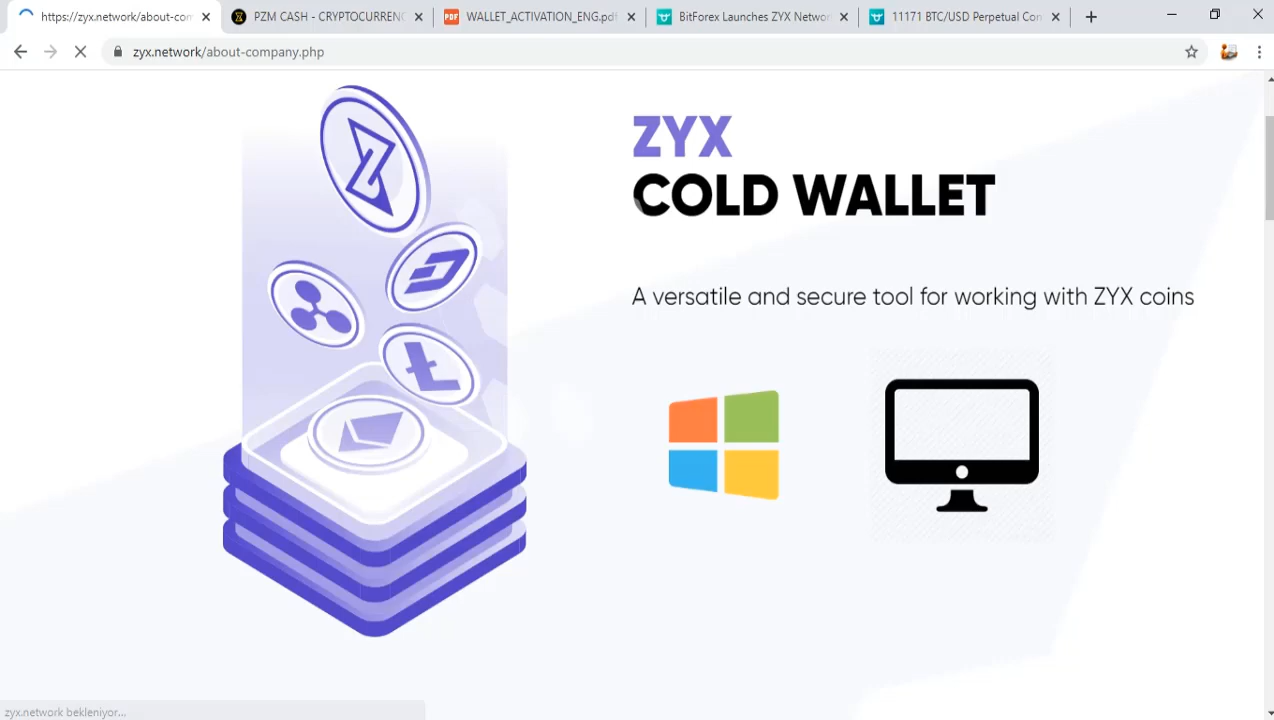 https://zyx.network/about-com
PZM CASH - CRYPTOCURRENC
WALLET_ACTIVATION_ENG.pdf
BitForex Launches ZYX Networ
11171 BTC/USD Perpetual Con
zyx.network/about-company.php
ZYX
COLD WALLET
A versatile and secure tool for working with ZYX coins
PDF
zyx.network bekleniyor...